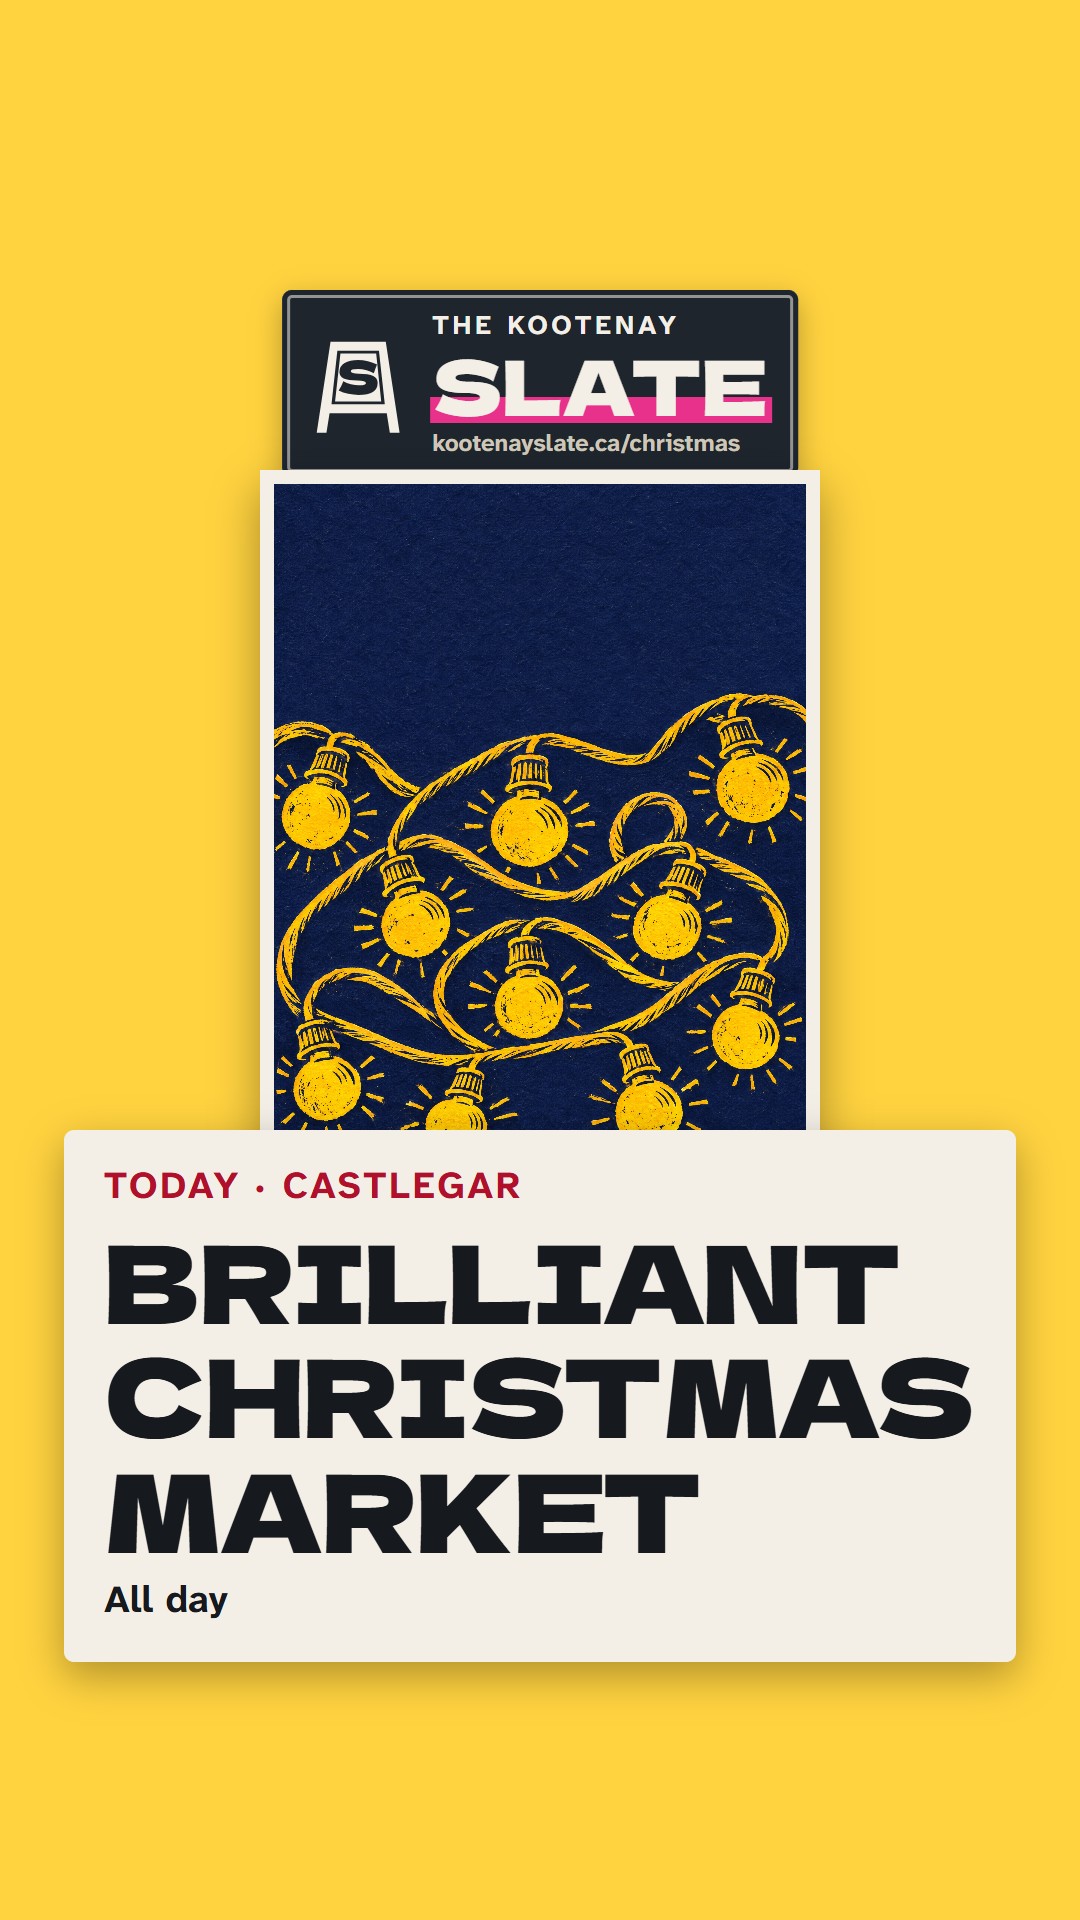 THE KOOTENAY
S
SLATE
kootenayslate.ca/christmas
TODAY · CASTLEGAR
BRILLIANT
CHRISTMAS
MARKET
All day